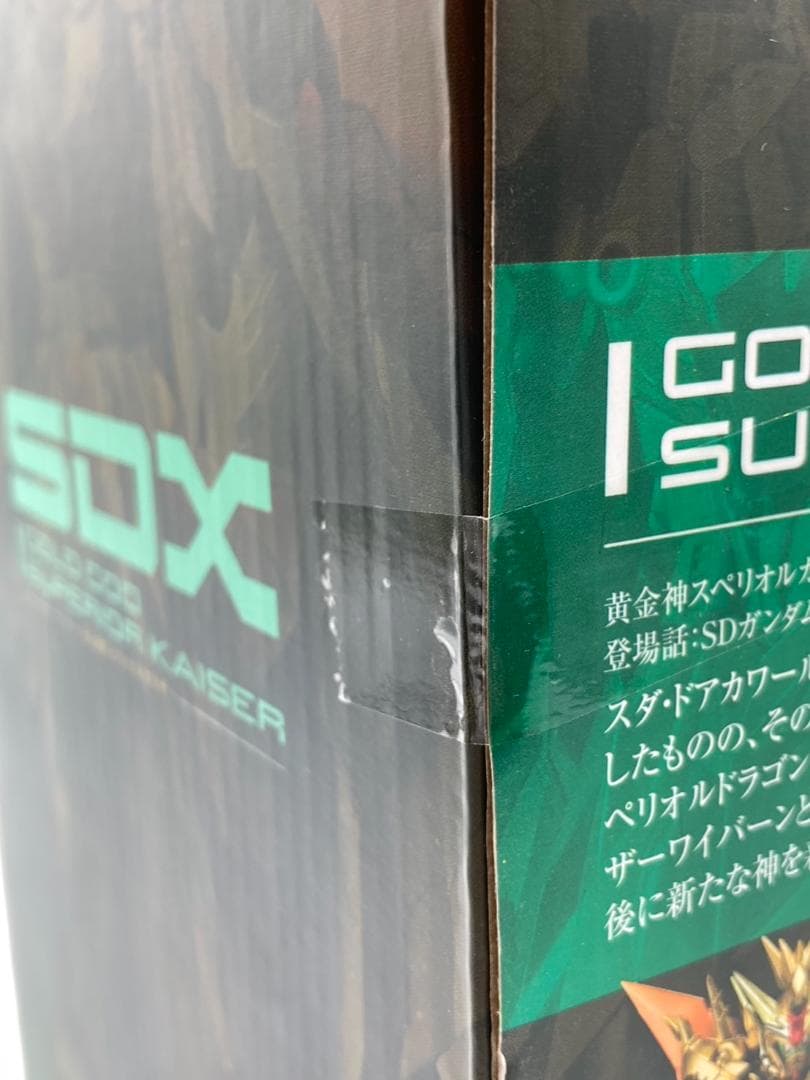 SDX
GOLD GOD
SUPERIOR KAISER
GO
SU
黄金神スペリオルカ
登場話：SDガンダム
スダ・ドアカワール
したものの、その
ペリオルドラゴン
ザーワイバーンと
後に新たな神を